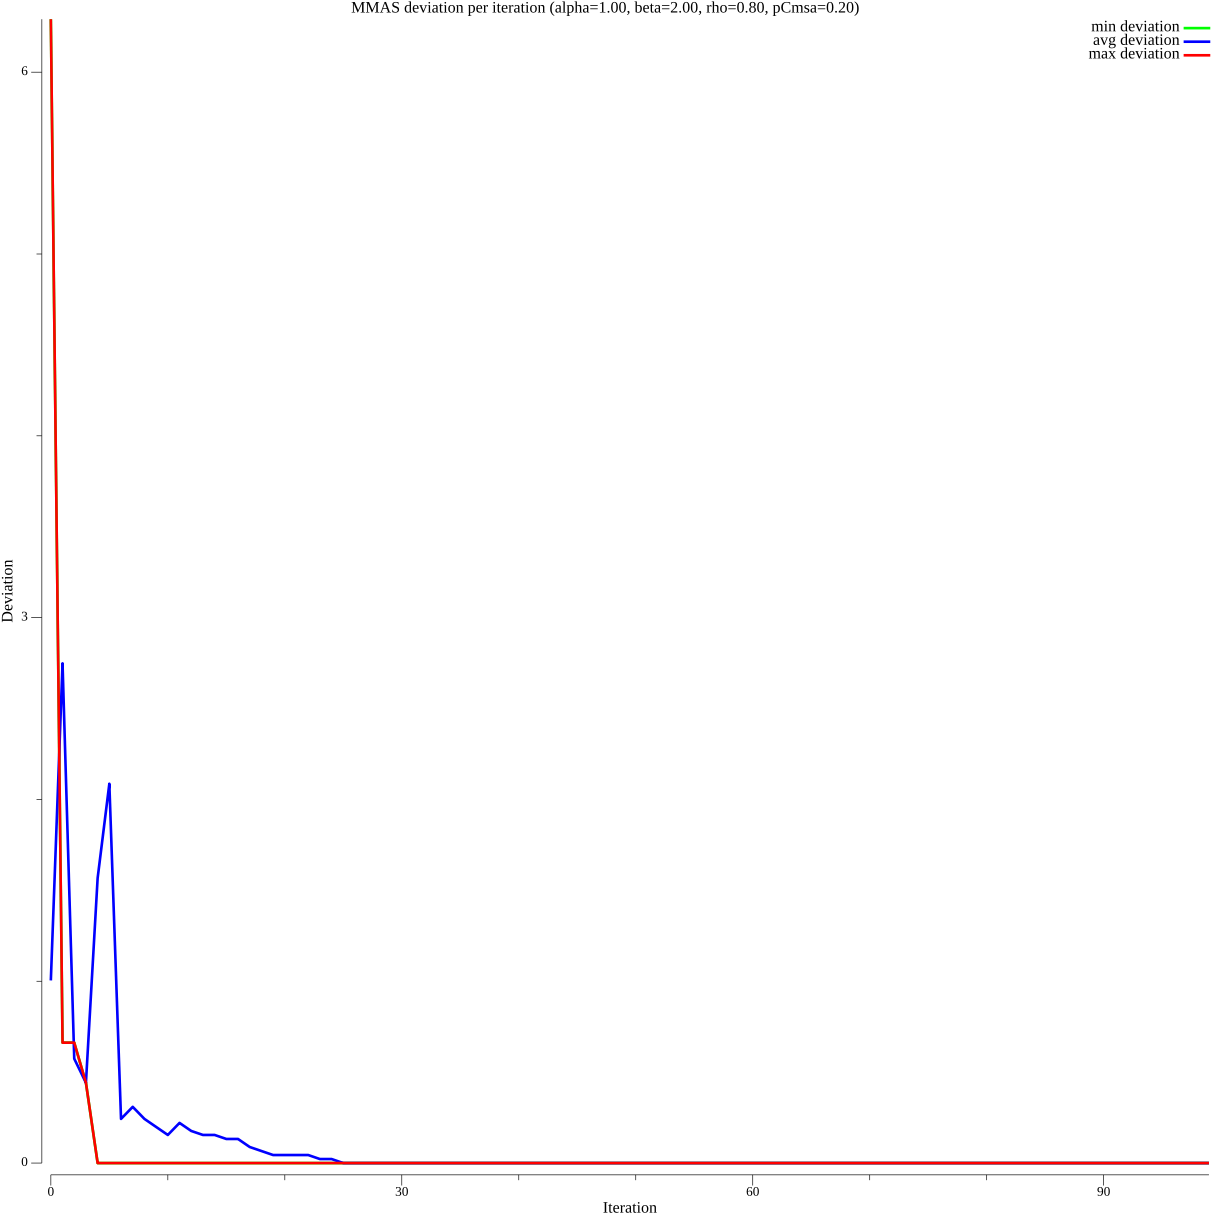 MMAS deviation per iteration (alpha=1.00, beta=2.00, rho=0.80, pCmsa=0.20)
min deviation
avg deviation
max deviation
6
3
0
Deviation
0 30 60 90
Iteration